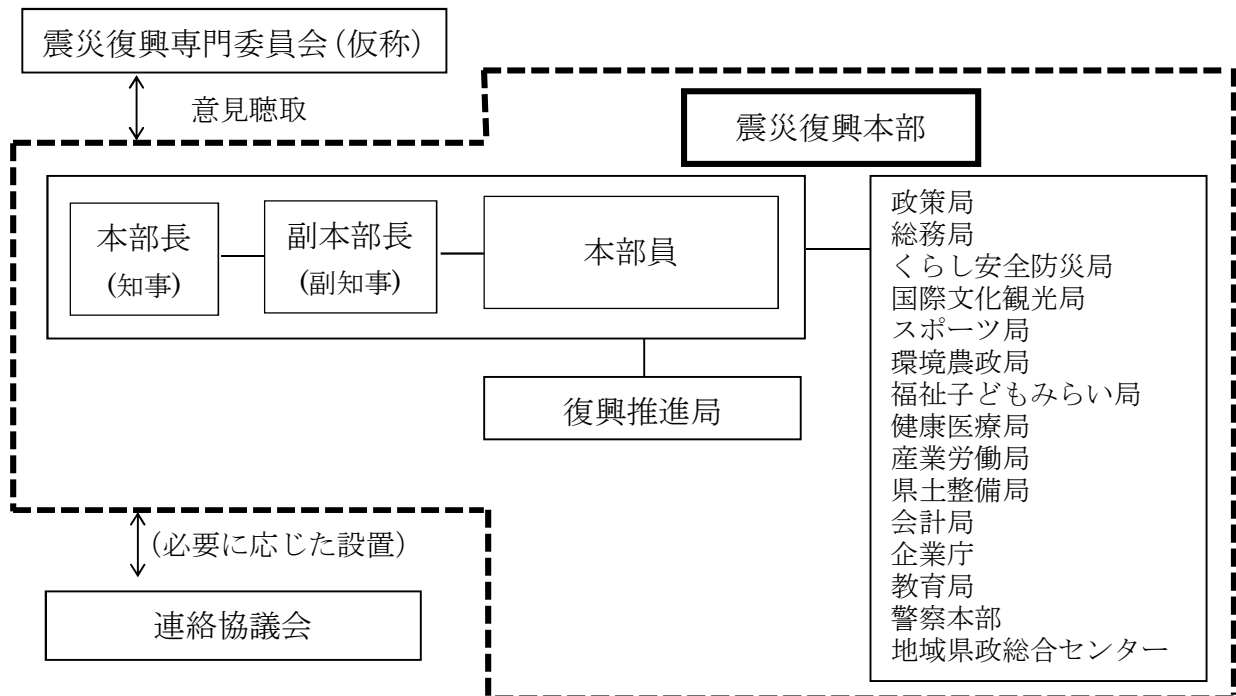 震災復興専門委員会(仮称)
意見聴取
震災復興本部
本部長
(知事)
副本部長
(副知事)
本部員
復興推進局
政策局
総務局
くらし安全防災局
国際文化観光局
スポーツ局
環境農政局
福祉子どもみらい局
健康医療局
産業労働局
県土整備局
会計局
企業庁
教育局
警察本部
地域県政総合センター
(必要に応じた設置)
連絡協議会